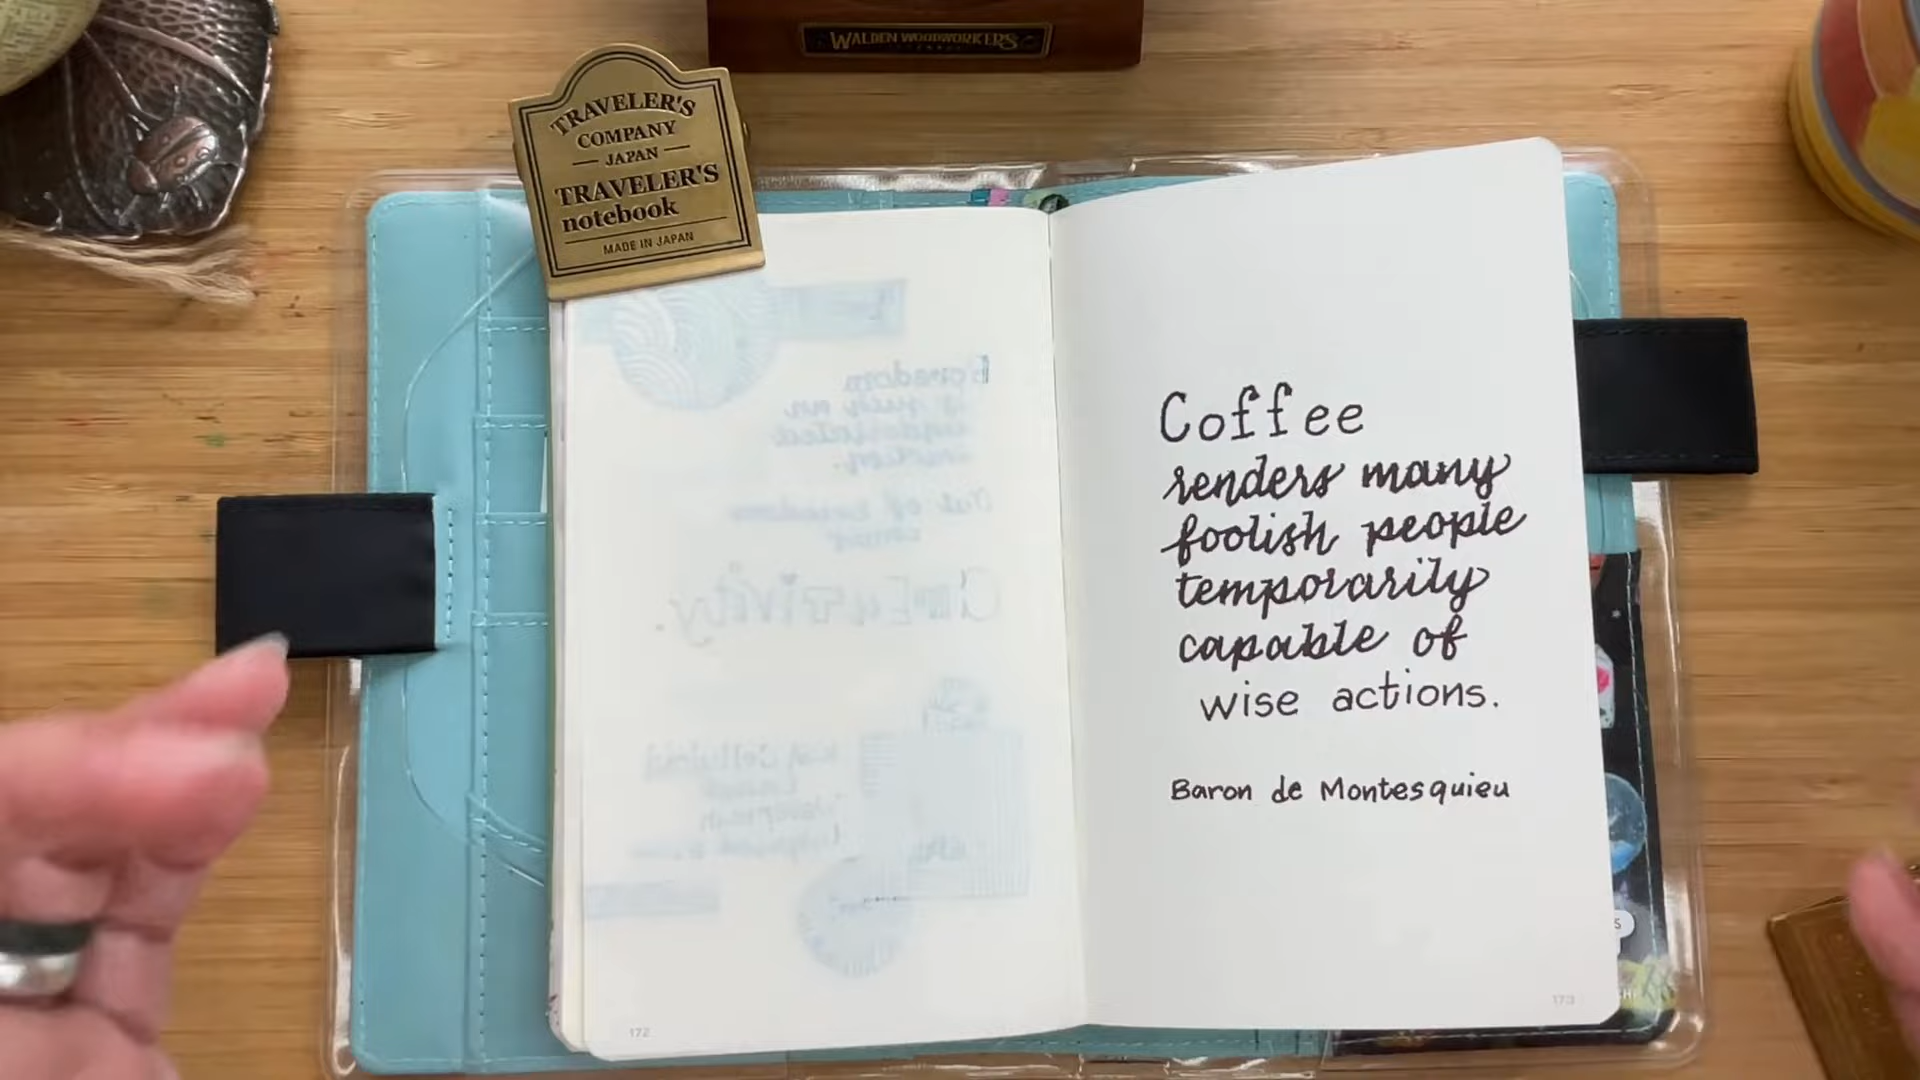 WALDEN WOODWORKERS
TRAVELER'S
COMPANY
JAPAN
TRAVELER'S
notebook
MADE IN JAPAN
Coffee
renders many
foolish people
temporarily
capable of
wise actions.
Baron de Montesquieu
172
173